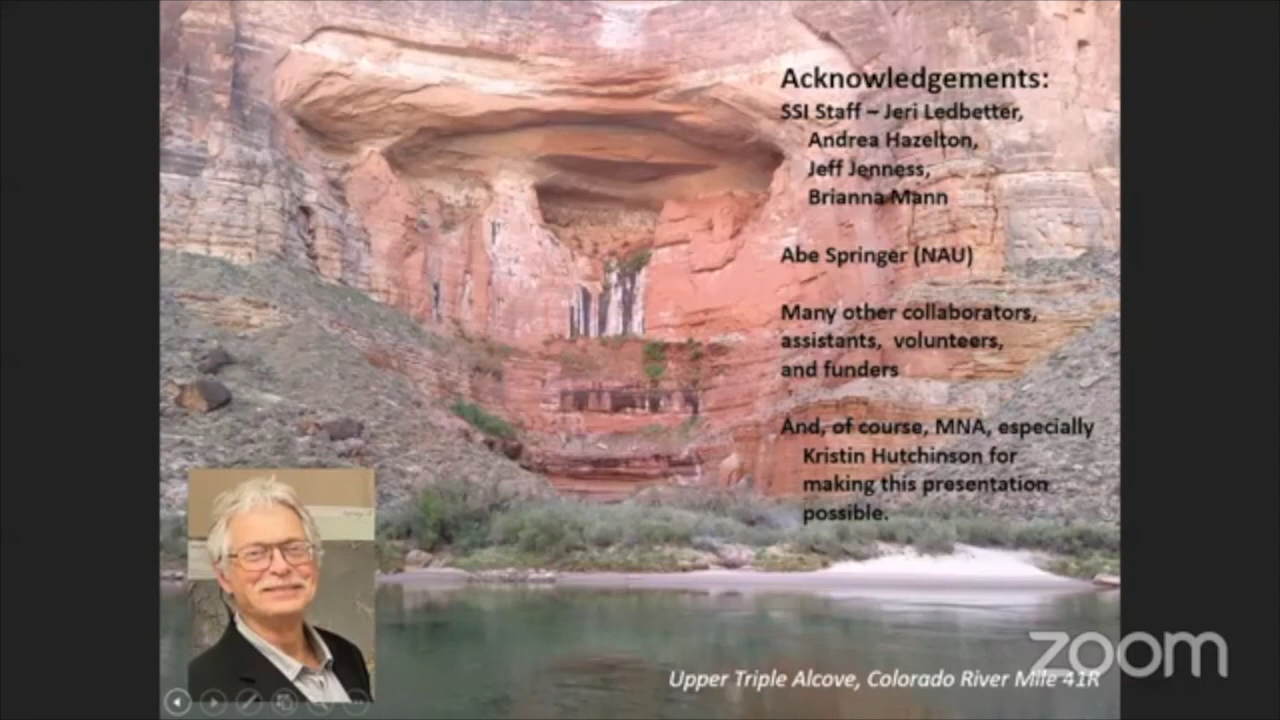 Acknowledgements:
SSI Staff – Jeri Ledbetter,
Andrea Hazelton,
Jeff Jenness,
Brianna Mann
Abe Springer (NAU)
Many other collaborators,
assistants, volunteers,
and funders
And, of course, MNA, especially
Kristin Hutchinson for
making this presentation
possible.
Upper Triple Alcove, Colorado River Mile 41R
zoom